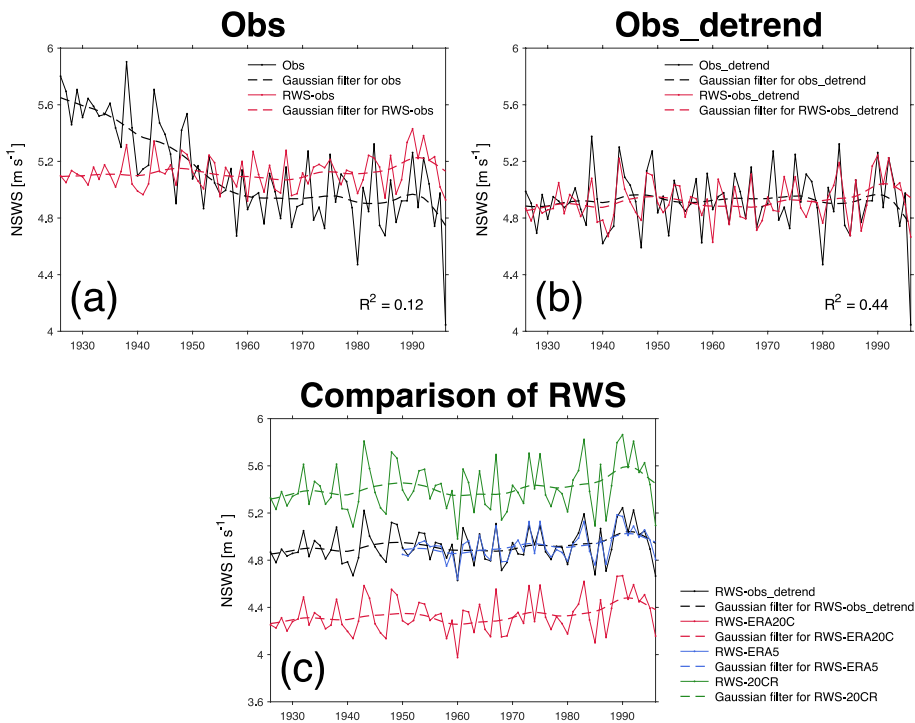 Obs
NSWS [m s⁻¹]
6
5.6
5.2
4.8
4.4
4
Obs
Gaussian filter for obs
RWS-obs
Gaussian filter for RWS-obs
(a)
R² = 0.12
1930
1940
1950
1960
1970
1980
1990
Obs_detrend
NSWS [m s⁻¹]
6
5.6
5.2
4.8
4.4
4
Obs_detrend
Gaussian filter for obs_detrend
RWS-obs_detrend
Gaussian filter for RWS-obs_detrend
(b)
R² = 0.44
1930
1940
1950
1960
1970
1980
1990
Comparison of RWS
NSWS [m s⁻¹]
6
5.6
5.2
4.8
4.4
4
3.6
(c)
1930
1940
1950
1960
1970
1980
1990
RWS-obs_detrend
Gaussian filter for RWS-obs_detrend
RWS-ERA20C
Gaussian filter for RWS-ERA20C
RWS-ERA5
Gaussian filter for RWS-ERA5
RWS-20CR
Gaussian filter for RWS-20CR